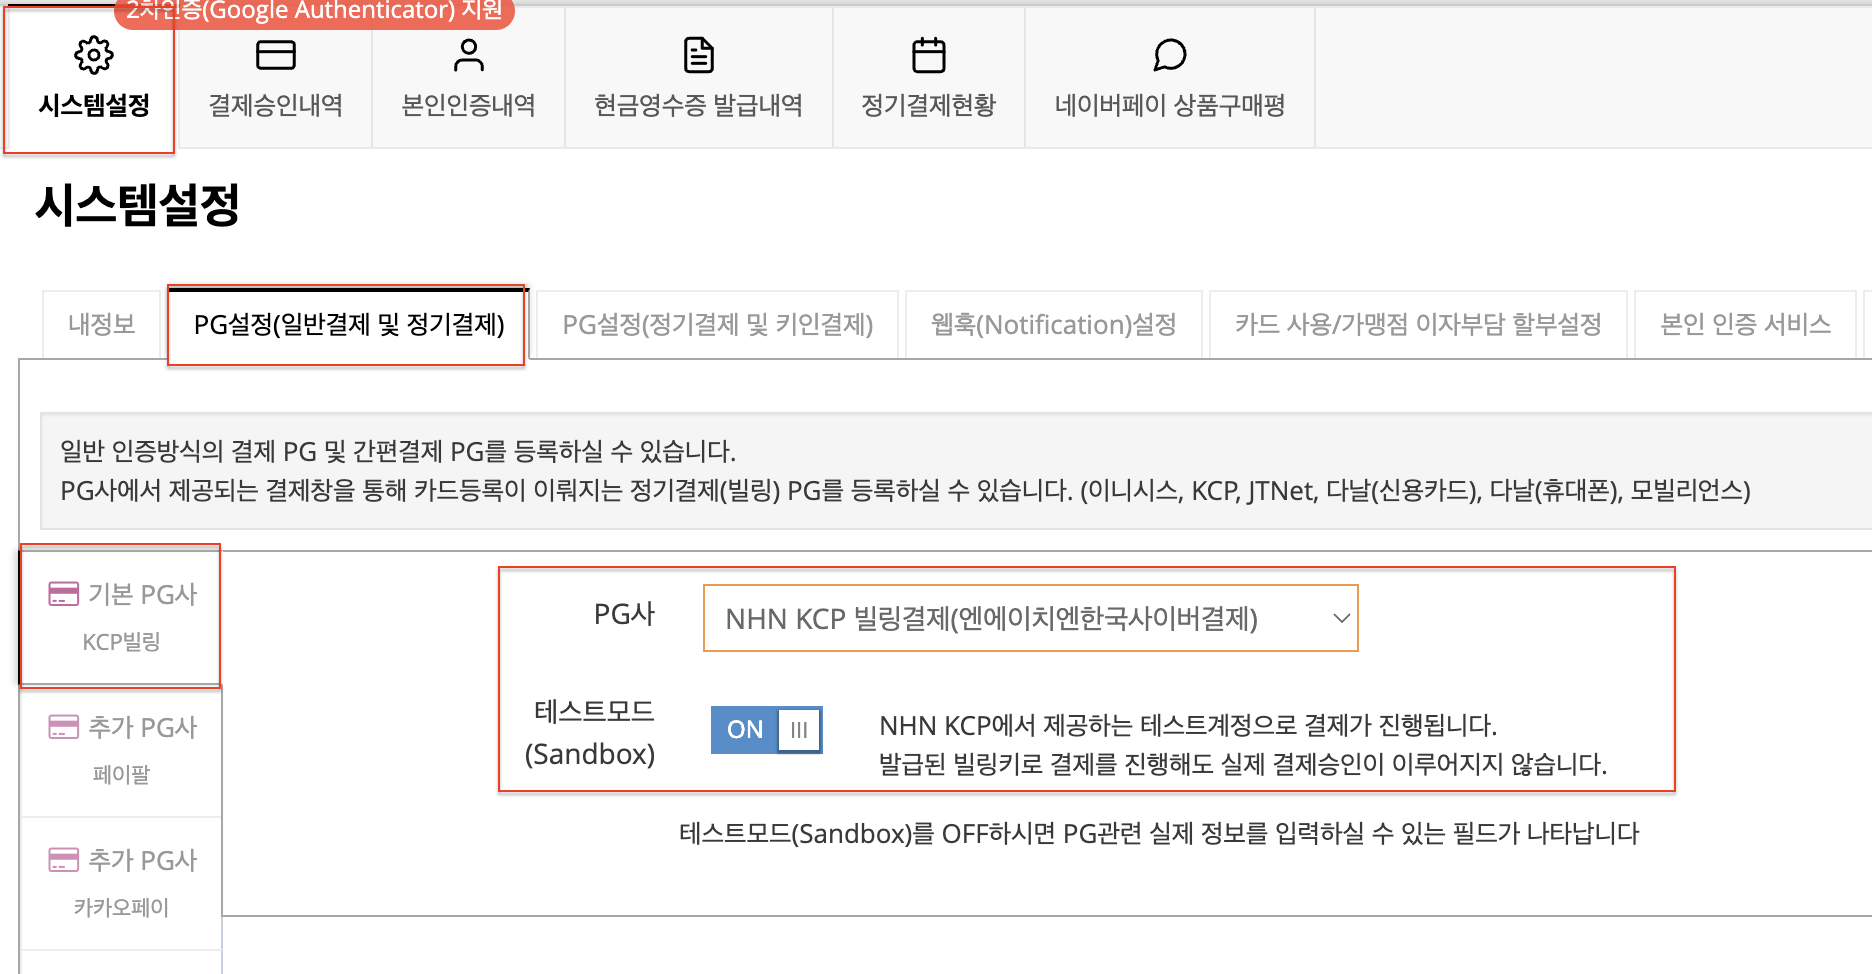 2차인증(Google Authenticator) 지원
시스템설정
결제승인내역
본인인증내역
현금영수증 발급내역
정기결제현황
네이버페이 상품구매평
시스템설정
내정보
PG설정(일반결제 및 정기결제)
PG설정(정기결제 및 키인결제)
웹훅(Notification)설정
카드 사용/가맹점 이자부담 할부설정
본인 인증 서비스
일반 인증방식의 결제 PG 및 간편결제 PG를 등록하실 수 있습니다.
PG사에서 제공되는 결제창을 통해 카드등록이 이뤄지는 정기결제(빌링) PG를 등록하실 수 있습니다. (이니시스, KCP, JTNet, 다날(신용카드), 다날(휴대폰), 모빌리언스)
기본 PG사
KCP빌링
추가 PG사
페이팔
추가 PG사
카카오페이
PG사
NHN KCP 빌링결제(엔에이치엔한국사이버결제)
테스트모드
(Sandbox)
ON
NHN KCP에서 제공하는 테스트계정으로 결제가 진행됩니다.
발급된 빌링키로 결제를 진행해도 실제 결제승인이 이루어지지 않습니다.
테스트모드(Sandbox)를 OFF하시면 PG관련 실제 정보를 입력하실 수 있는 필드가 나타납니다